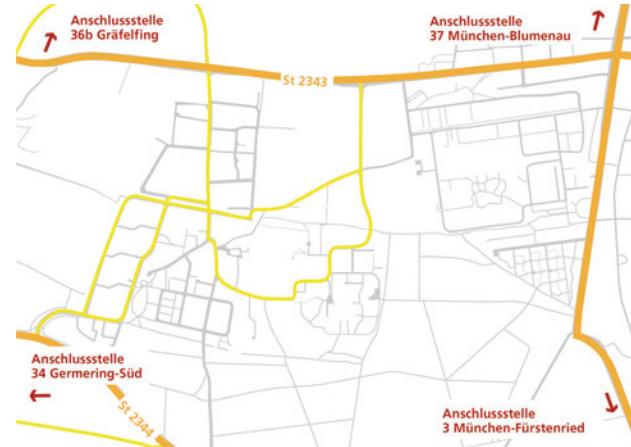 Anschlussstelle
36b Gräfelfing
Anschlussstelle
37 München-Blumenau
St 2343
Anschlussstelle
34 Germering-Süd
St 2344
Anschlussstelle
3 München-Fürstenried